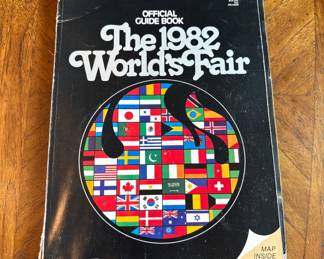 OFFICIAL
GUIDE BOOK
The 1982
World's Fair
MAP
INSIDE